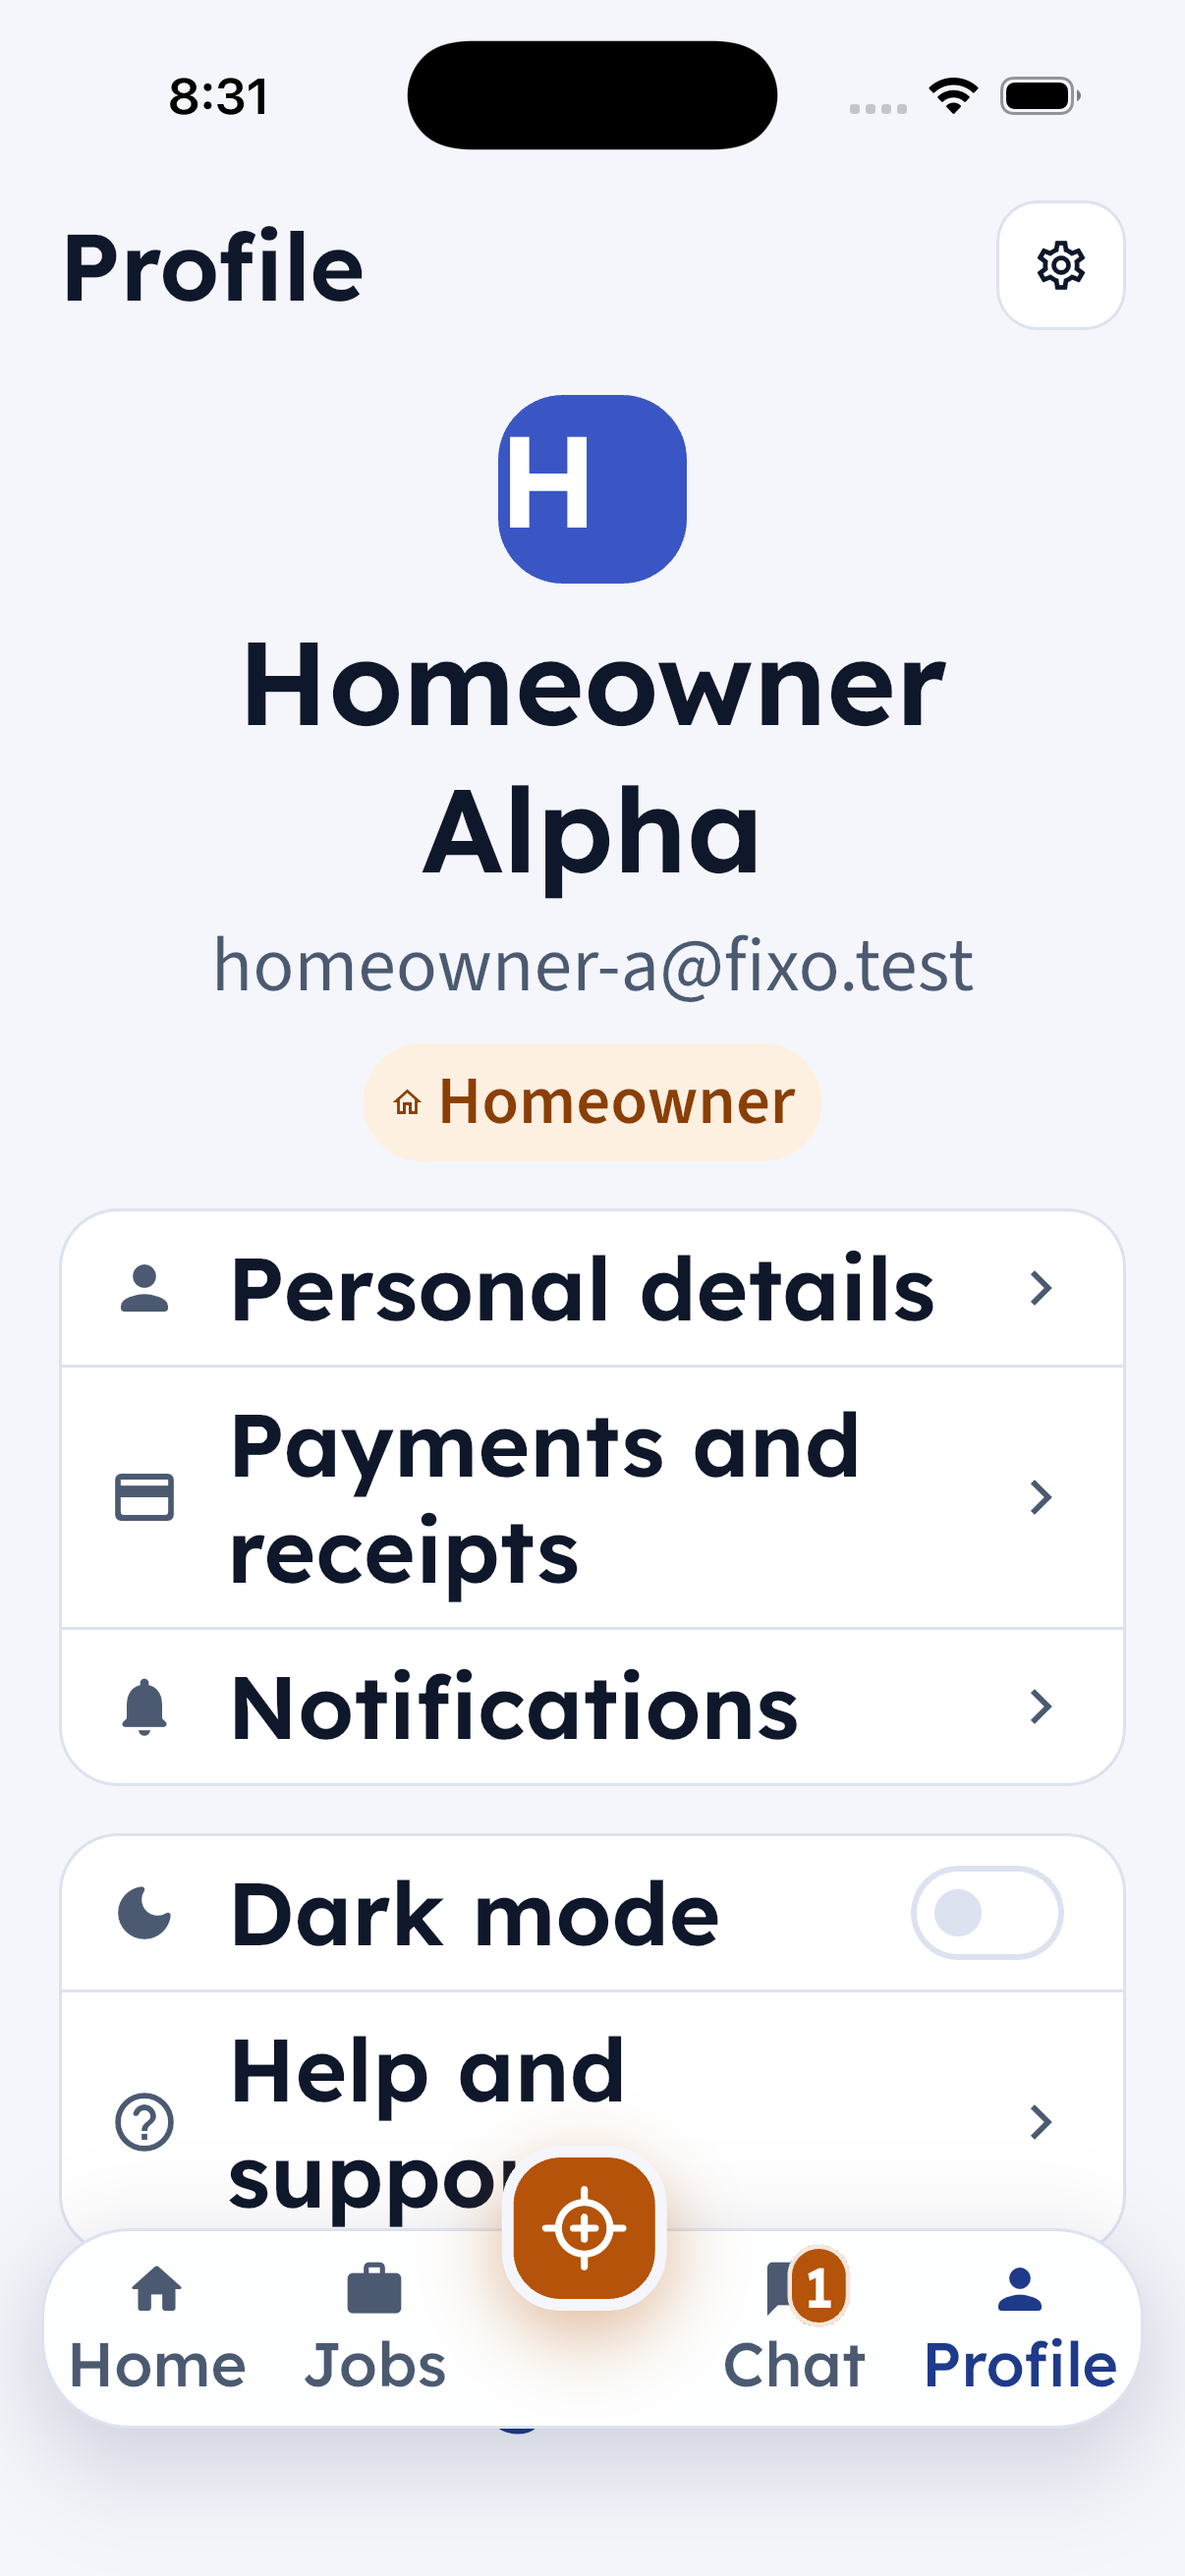 8:31
Profile
H
Homeowner
Alpha
homeowner-a@fixo.test
Homeowner
Personal details
Payments and
receipts
Notifications
Dark mode
Help and
Home
Jobs
1
Chat
Profile